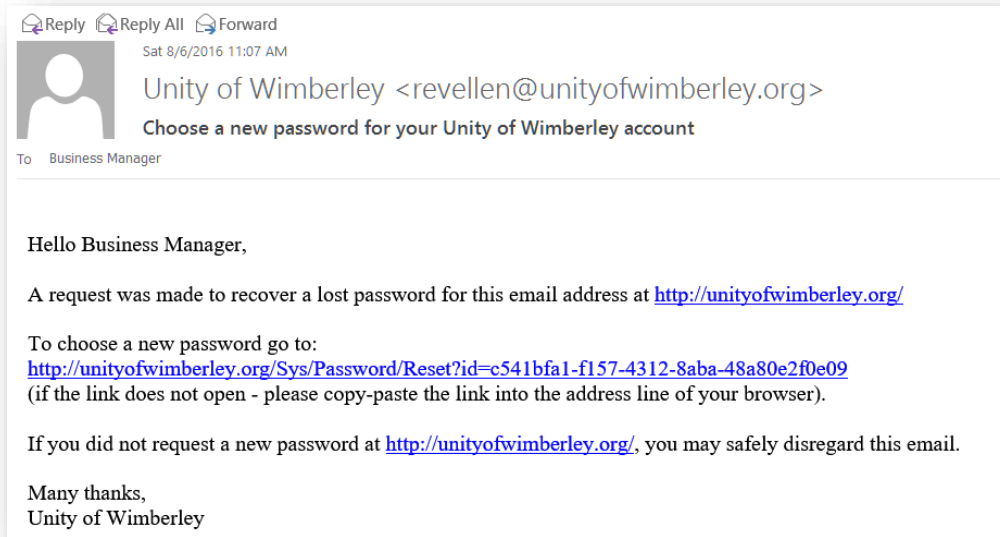 Reply Reply All Forward
Sat 8/6/2016 11:07 AM
Unity of Wimberley <revellen@unityofwimberley.org>
Choose a new password for your Unity of Wimberley account
To Business Manager
Hello Business Manager,
A request was made to recover a lost password for this email address at http://unityofwimberley.org/
To choose a new password go to:
http://unityofwimberley.org/Sys/Password/Reset?id=c541bfa1-f157-4312-8aba-48a80e2f0e09
(if the link does not open - please copy-paste the link into the address line of your browser).
If you did not request a new password at http://unityofwimberley.org/, you may safely disregard this email.
Many thanks,
Unity of Wimberley